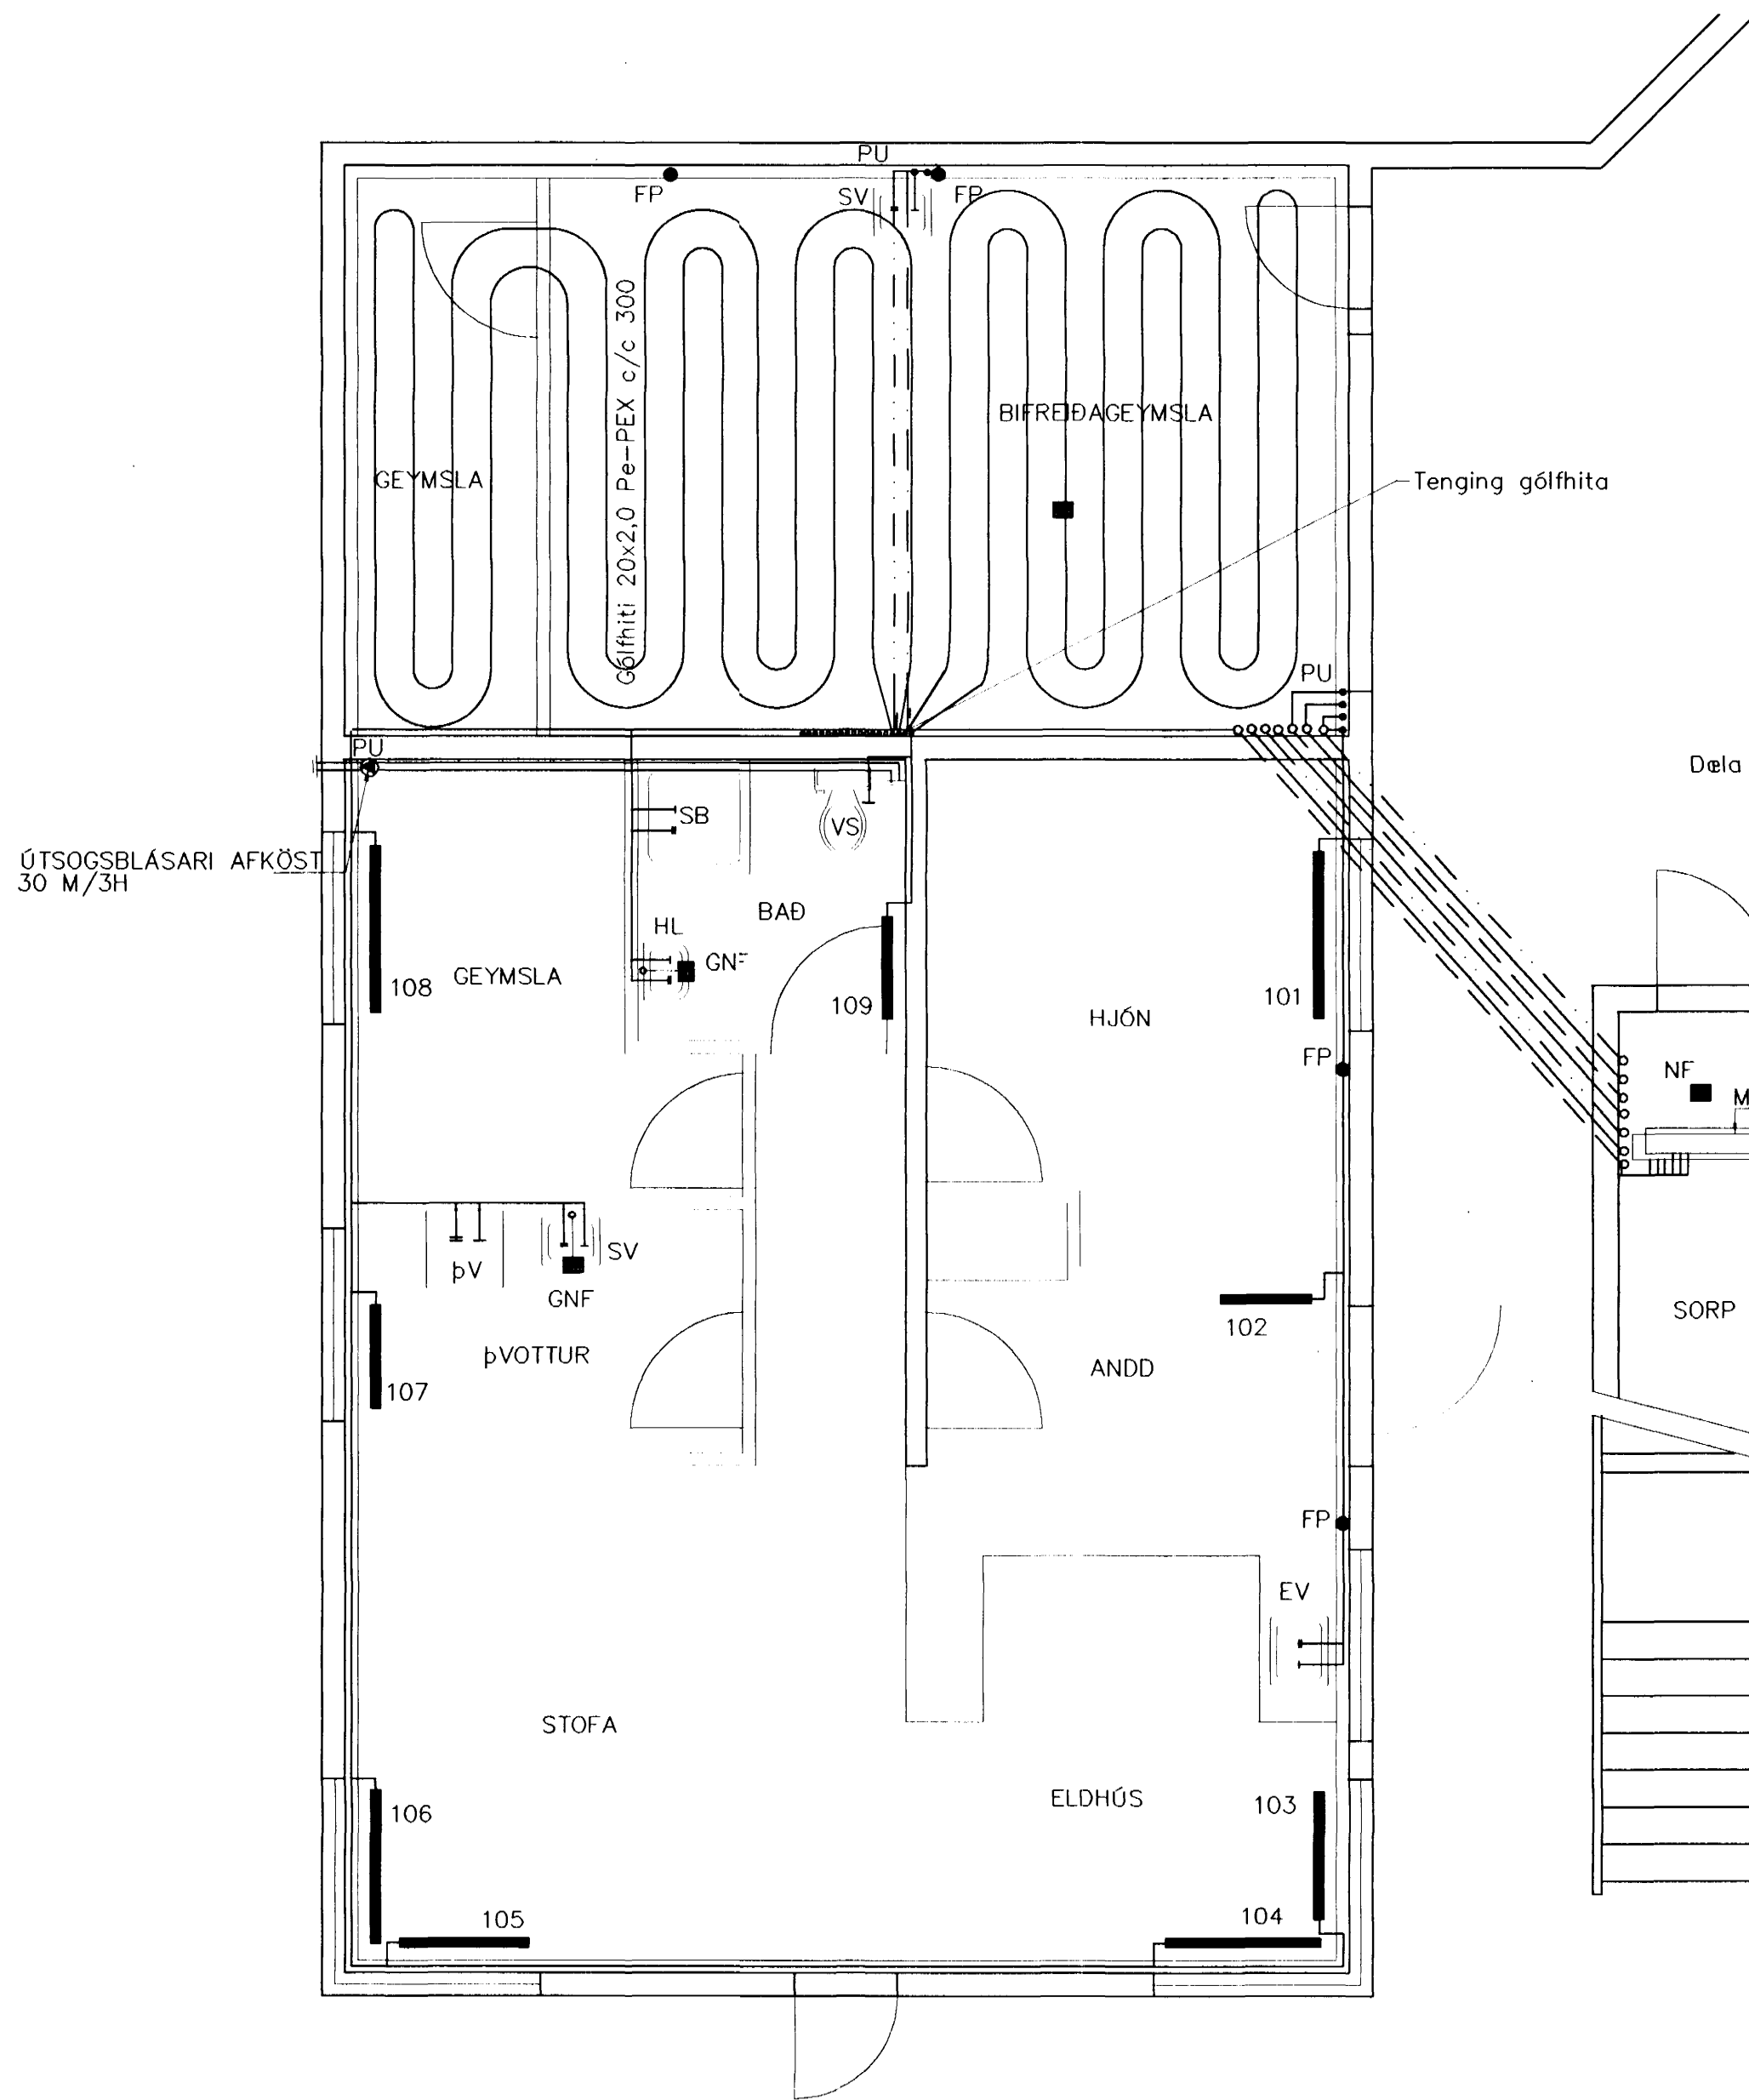 PU
FP
SV
FP
Gólfhiti 20x2,0 Pe-PEX c/c 300
BIFREIÐAGEYMSLA
GEYMSLA
Tenging gólfhita
PU
PU
Dæla
ÚTSOGSBLÁSARI AFKÖST
30 M/3H
SB
VS
BAÐ
HL
GNF
GEYMSLA
108
109
101
HJÓN
FP
NF
M
SV
ÞV
GNF
SORP
102
ÞVOTTUR
ANDD
107
FP
EV
STOFA
ELDHÚS
103
106
105
104